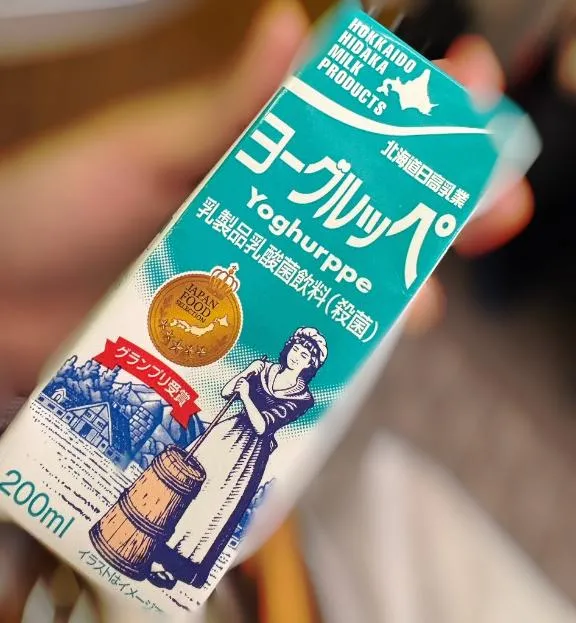 HOKKAIDO
HIDAKA
MILK
PRODUCTS
北海道日高乳業
ヨーグルッペ
Yoghurppe
乳製品乳酸菌飲料(殺菌)
JAPAN
FOOD
SELECTION
グランプリ受賞
200ml
イラストはイメージ